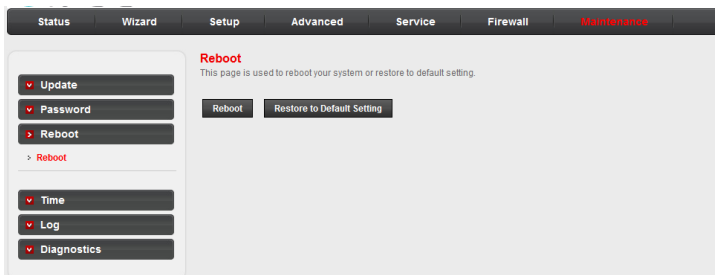 Status Wizard Setup Advanced Service Firewall Maintenance
Reboot
This page is used to reboot your system or restore to default setting.
Reboot Restore to Default Setting
Update
Password
Reboot
Reboot
Time
Log
Diagnostics